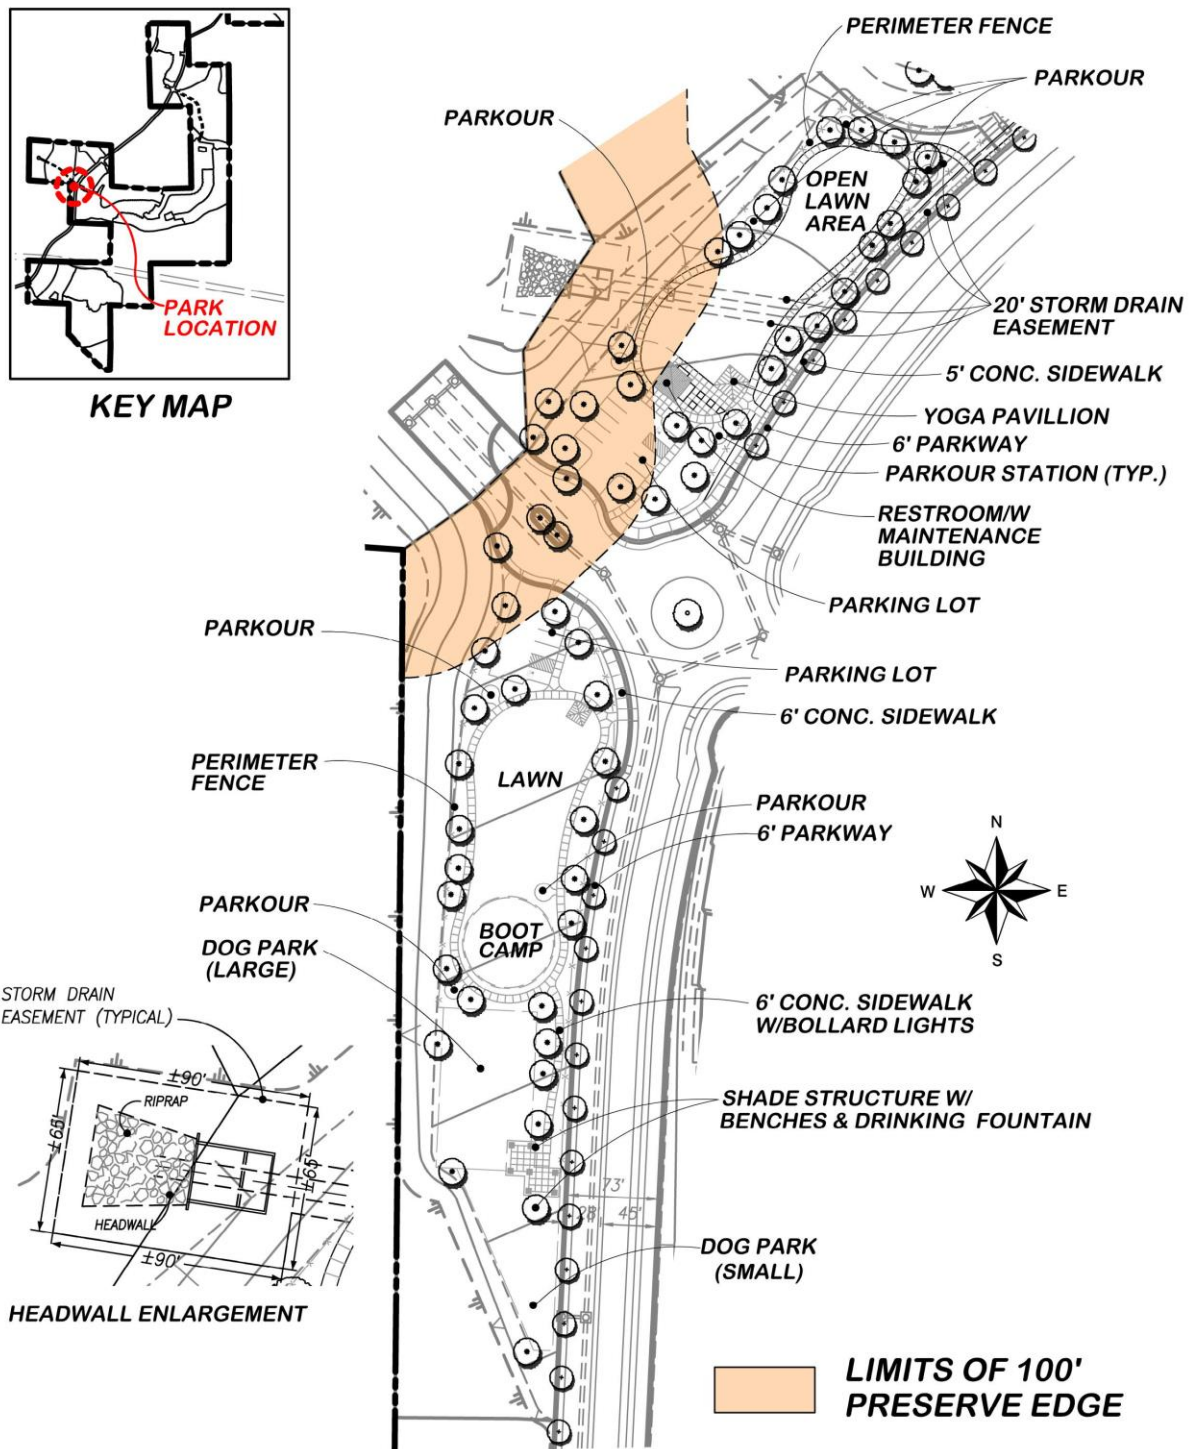 PARK
LOCATION
KEY MAP
PERIMETER FENCE
PARKOUR
PARKOUR
OPEN
LAWN
AREA
20' STORM DRAIN
EASEMENT
5' CONC. SIDEWALK
YOGA PAVILLION
6' PARKWAY
PARKOUR STATION (TYP.)
RESTROOM/W
MAINTENANCE
BUILDING
PARKING LOT
PARKOUR
PARKING LOT
6' CONC. SIDEWALK
PERIMETER
FENCE
LAWN
PARKOUR
6' PARKWAY
N
W
E
S
PARKOUR
BOOT
CAMP
DOG PARK
(LARGE)
6' CONC. SIDEWALK
W/BOLLARD LIGHTS
STORM DRAIN
EASEMENT (TYPICAL)
±90'
RIPRAP
±65'
±65'
HEADWALL
±90'
HEADWALL ENLARGEMENT
SHADE STRUCTURE W/
BENCHES & DRINKING FOUNTAIN
73'
28'
45'
DOG PARK
(SMALL)
LIMITS OF 100'
PRESERVE EDGE